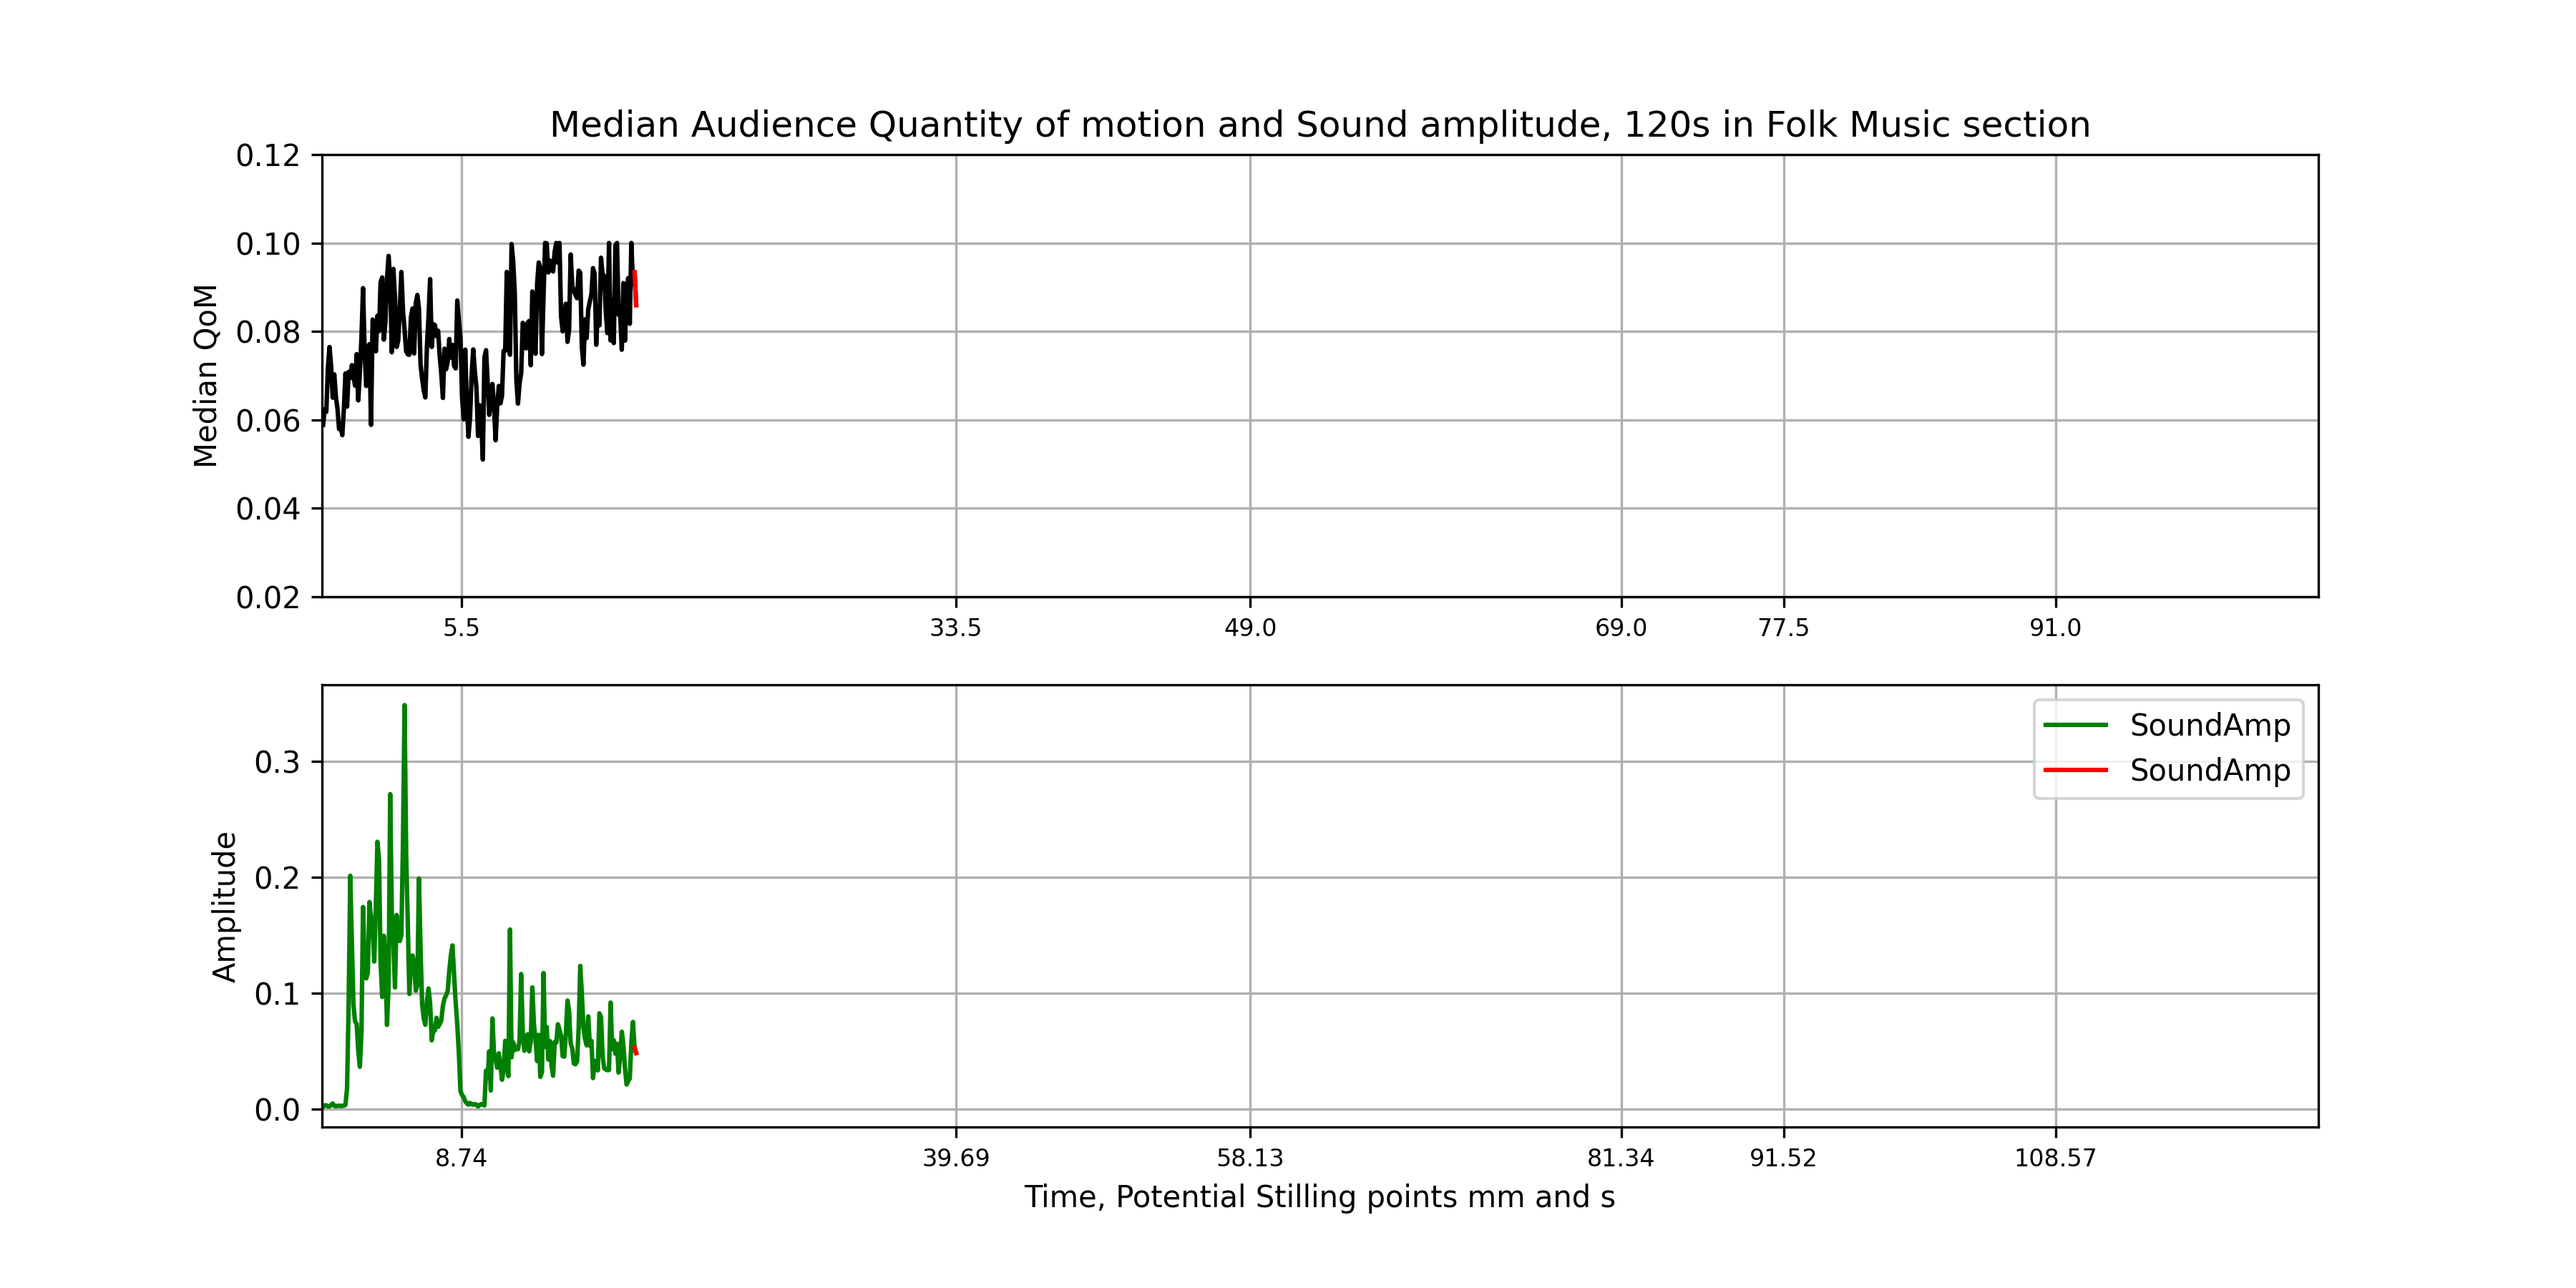 Median Audience Quantity of motion and Sound amplitude, 120s in Folk Music section
0.12
0.10
0.08
0.06
0.04
0.02
Median QoM
5.5 33.5 49.0 69.0 77.5 91.0
SoundAmp
SoundAmp
0.3
0.2
0.1
0.0
Amplitude
8.74 39.69 58.13 81.34 91.52 108.57
Time, Potential Stilling points mm and s